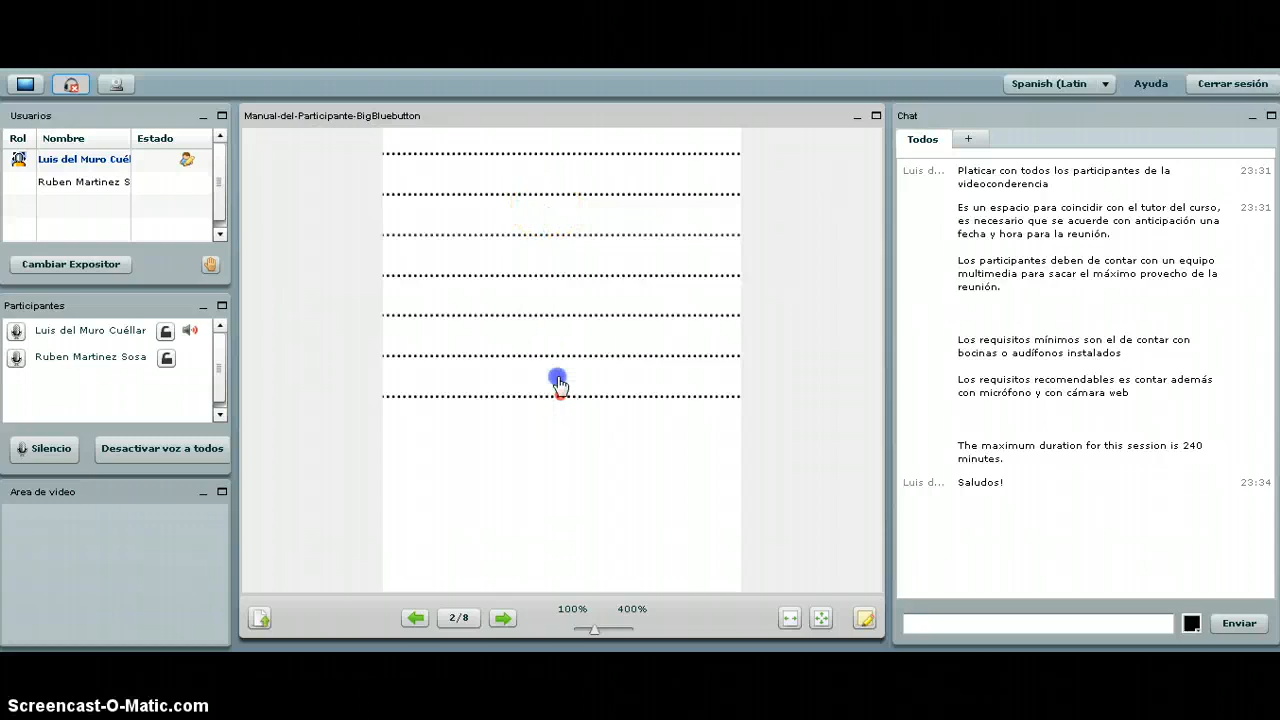 Spanish (Latin
Ayuda
Cerrar sesión
Usuarios
Rol Nombre Estado
Luis del Muro Cuél
Ruben Martinez S
Cambiar Expositor
Participantes
Luis del Muro Cuéllar
Ruben Martinez Sosa
Silencio
Desactivar voz a todos
Area de video
Manual-del-Participante-BigBluebutton
2/8
100% 400%
Chat
Todos +
Luis d... Platicar con todos los participantes de la 23:31
videoconderencia
Es un espacio para coincidir con el tutor del curso, 23:31
es necesario que se acuerde con anticipación una
fecha y hora para la reunión.
Los participantes deben de contar con un equipo
multimedia para sacar el máximo provecho de la
reunión.
Los requisitos mínimos son el de contar con
bocinas o audífonos instalados
Los requisitos recomendables es contar además
con micrófono y con cámara web
The maximum duration for this session is 240
minutes.
Luis d... Saludos! 23:34
Enviar
Screencast-O-Matic.com